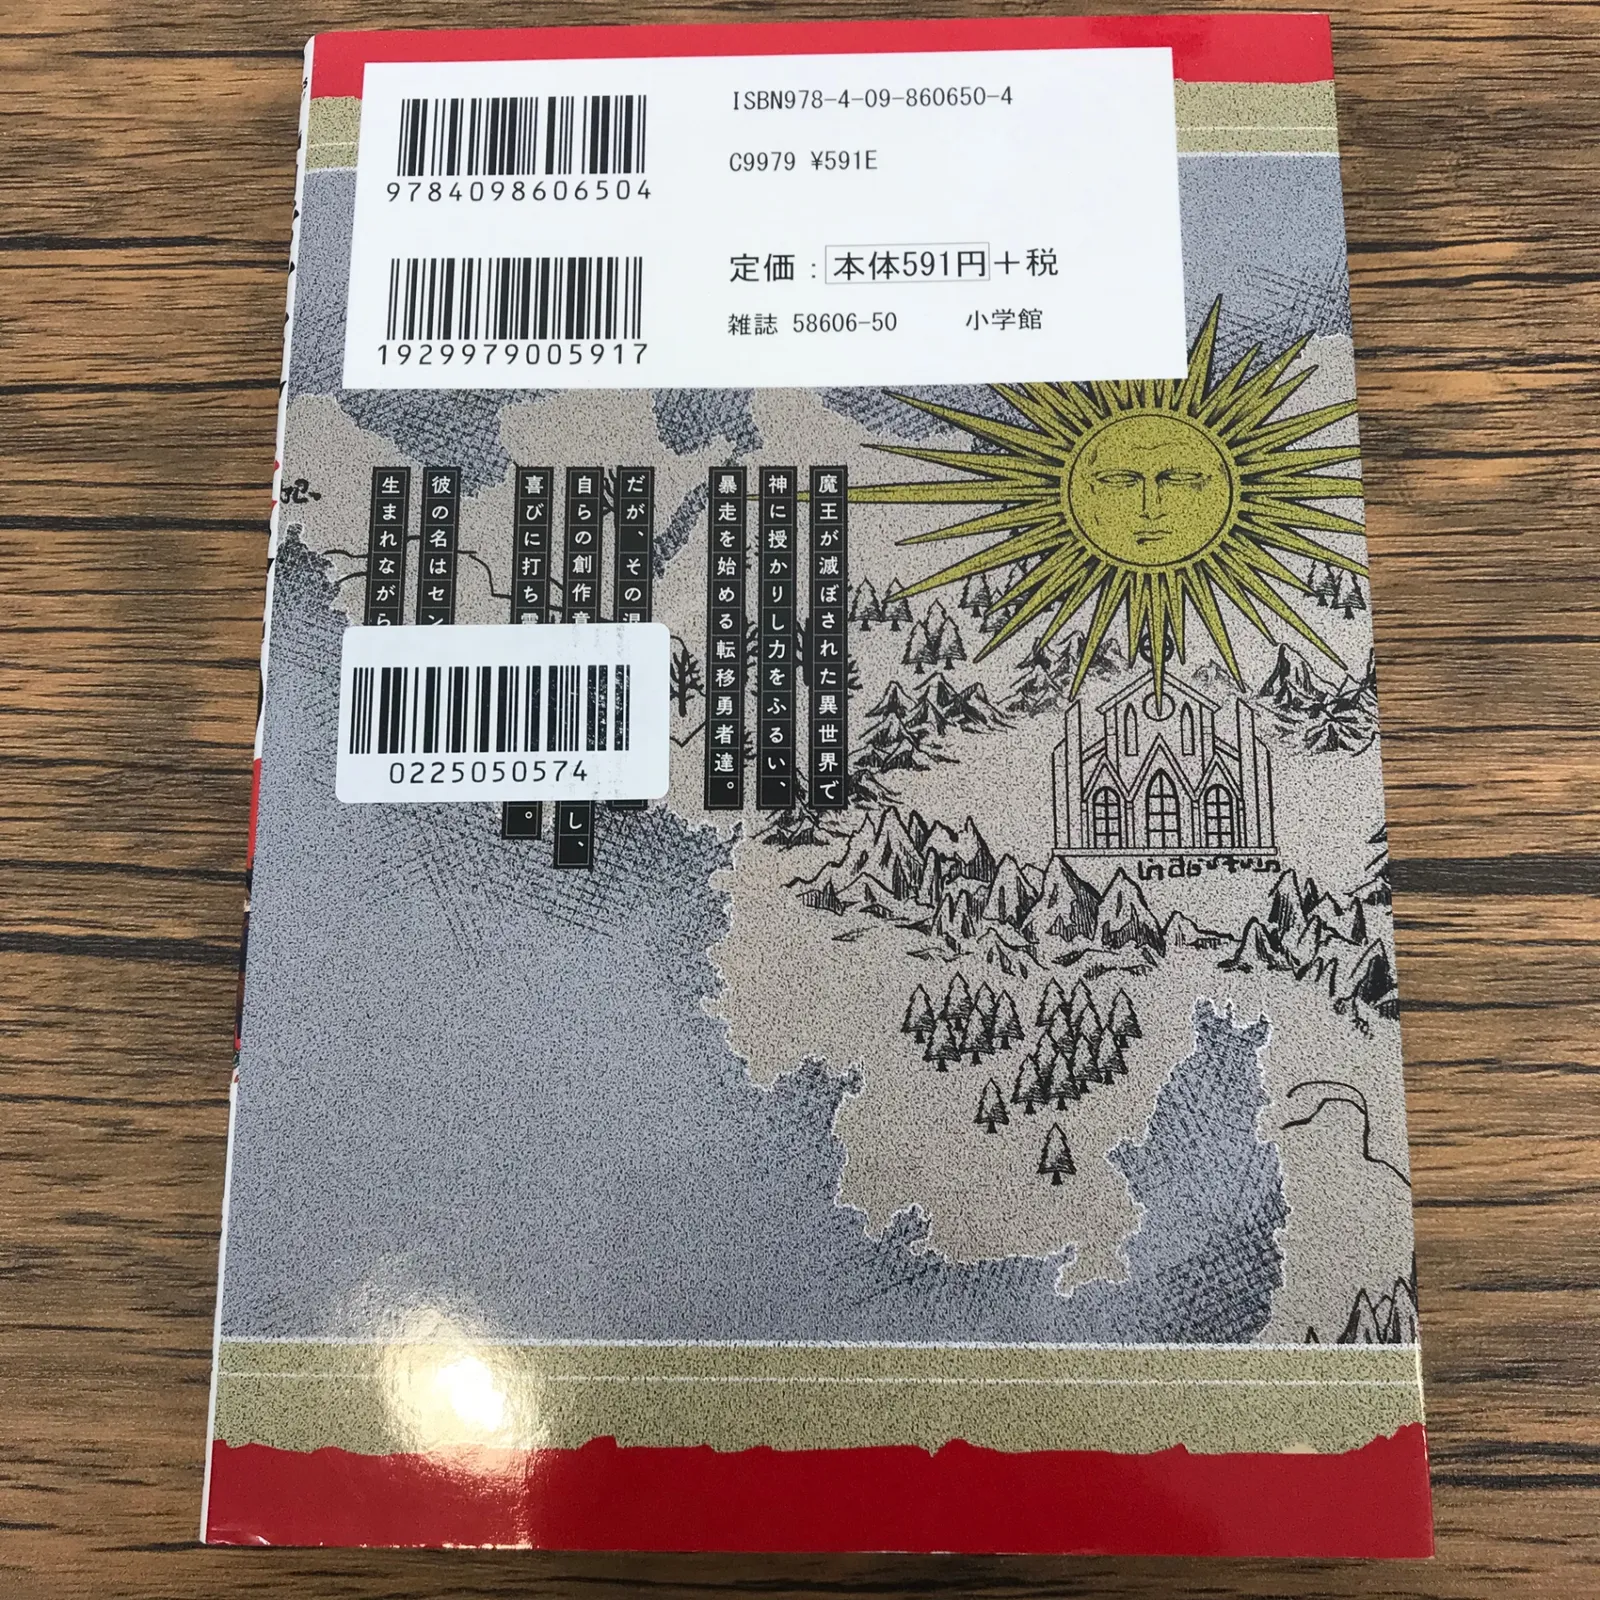 ISBN978-4-09-860650-4
9784098606504
C9979 ¥591E
定価:本体591円+税
1929979005917
雑誌 58606-50 小学館
魔王が滅ぼされた異世界で
神に授かりし力をふるい、
暴走を始める転移勇者達。
だが、その
自らの創作意
し、
喜びに打ち
。
彼の名はセン
生まれながら
0225050574